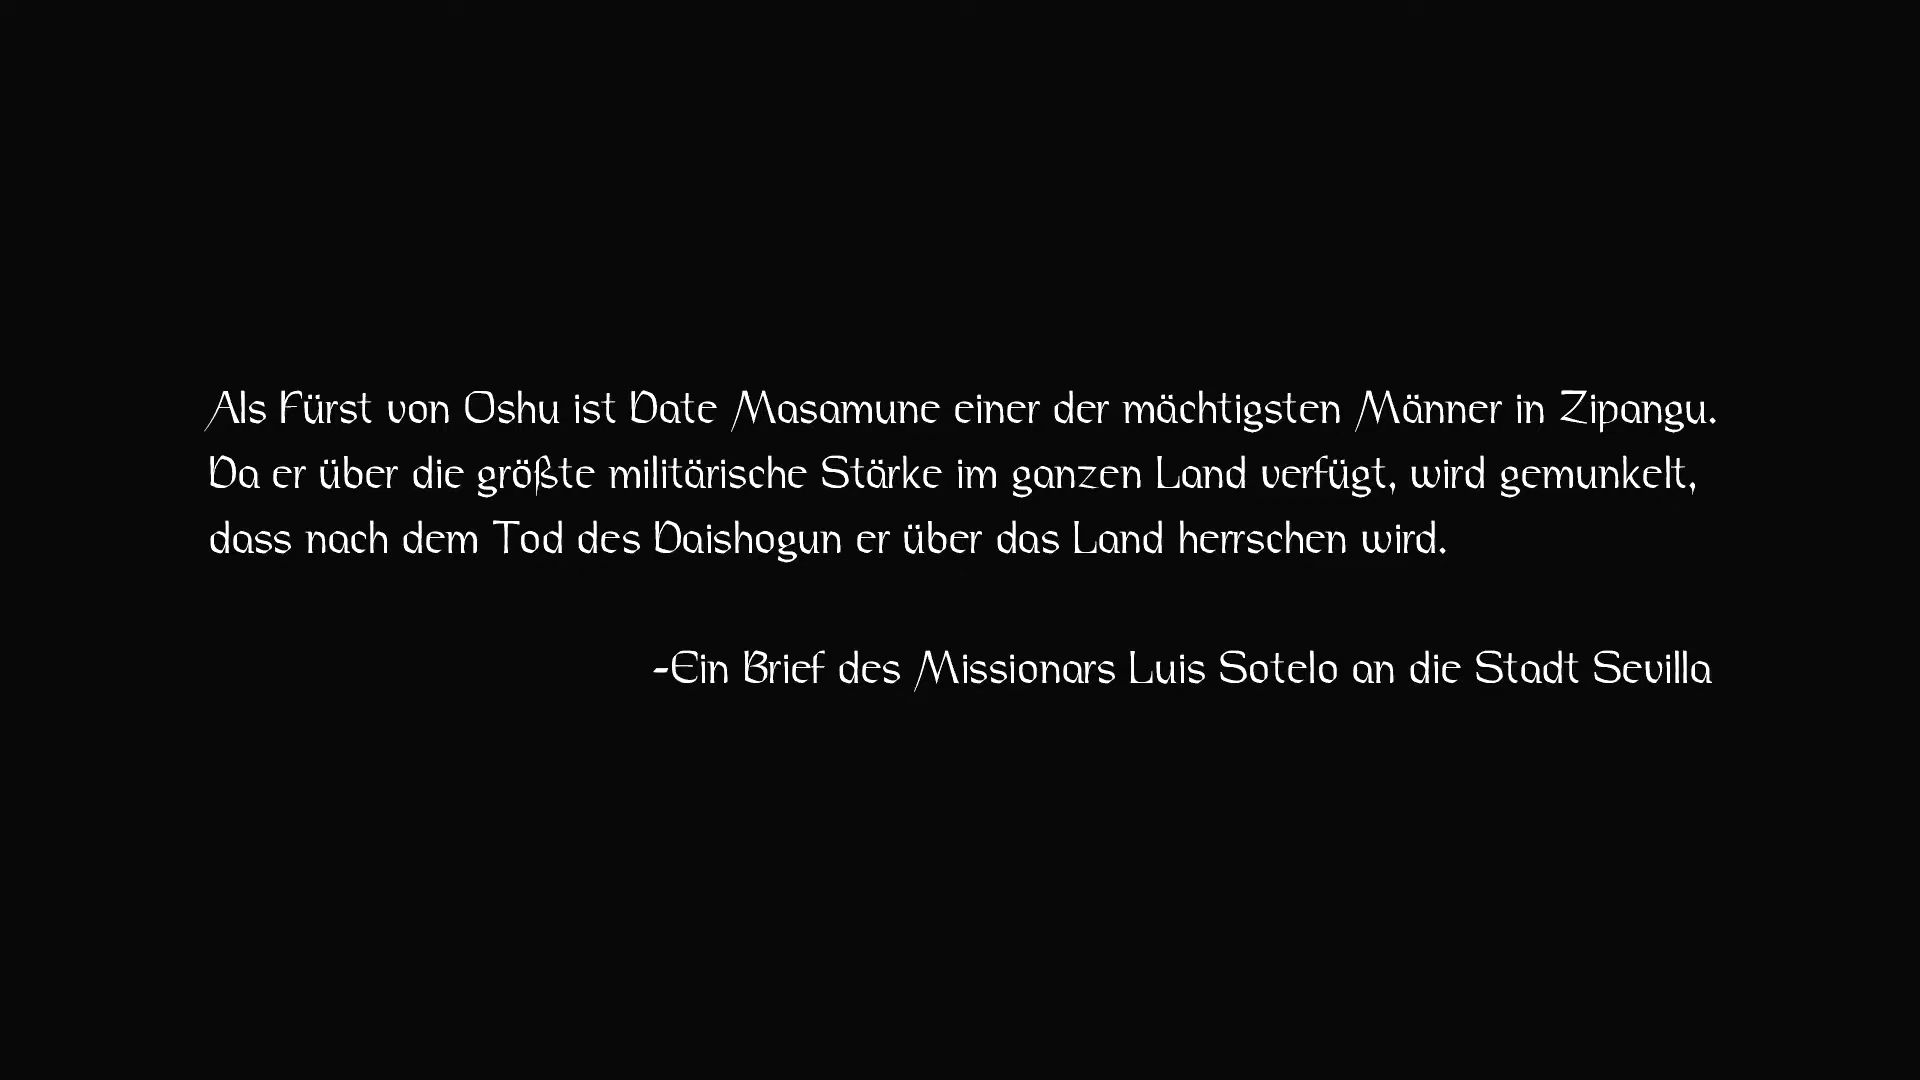 Als Fürst von Oshu ist Date Masamune einer der mächtigsten Männer in Zipangu.
Da er über die größte militärische Stärke im ganzen Land verfügt, wird gemunkelt,
dass nach dem Tod des Daishogun er über das Land herrschen wird.
-Ein Brief des Missionars Luis Sotelo an die Stadt Sevilla